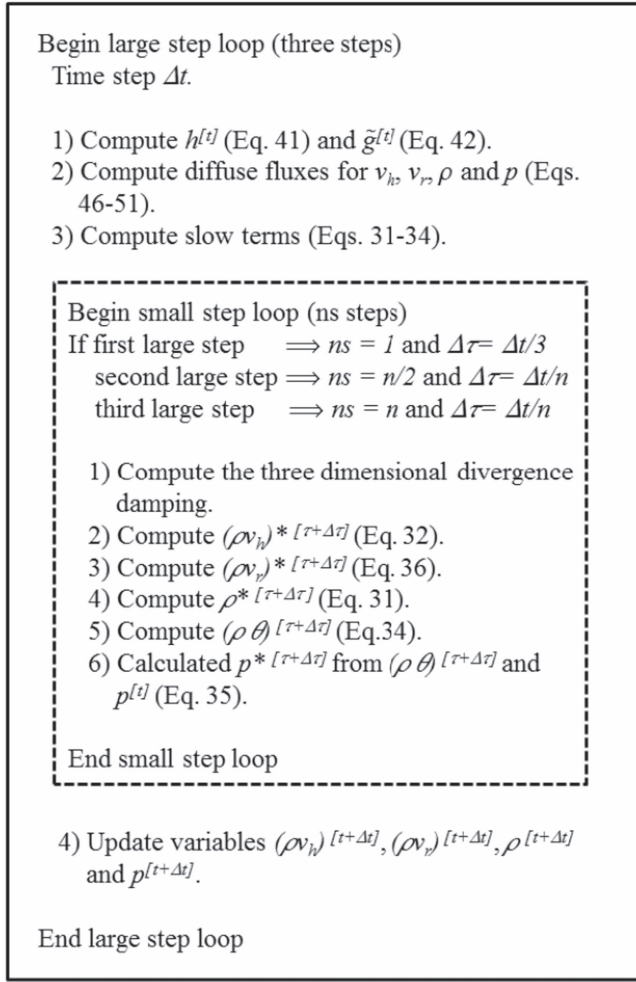 Begin large step loop (three steps)
Time step Δt.
1) Compute h[t] (Eq. 41) and g̃[t] (Eq. 42).
2) Compute diffuse fluxes for vₕ, vᵣ, ρ and p (Eqs.
46-51).
3) Compute slow terms (Eqs. 31-34).
Begin small step loop (ns steps)
If first large step ⟹ ns = 1 and Δτ= Δt/3
second large step ⟹ ns = n/2 and Δτ= Δt/n
third large step ⟹ ns = n and Δτ= Δt/n
1) Compute the three dimensional divergence
damping.
2) Compute (ρvₕ)* [τ+Δτ] (Eq. 32).
3) Compute (ρvᵣ)* [τ+Δτ] (Eq. 36).
4) Compute ρ* [τ+Δτ] (Eq. 31).
5) Compute (ρ θ) [τ+Δτ] (Eq.34).
6) Calculated p* [τ+Δτ] from (ρ θ) [τ+Δτ] and
p[t] (Eq. 35).
End small step loop
4) Update variables (ρvₕ) [t+Δt], (ρvᵣ) [t+Δt], ρ [t+Δt]
and p[t+Δt].
End large step loop